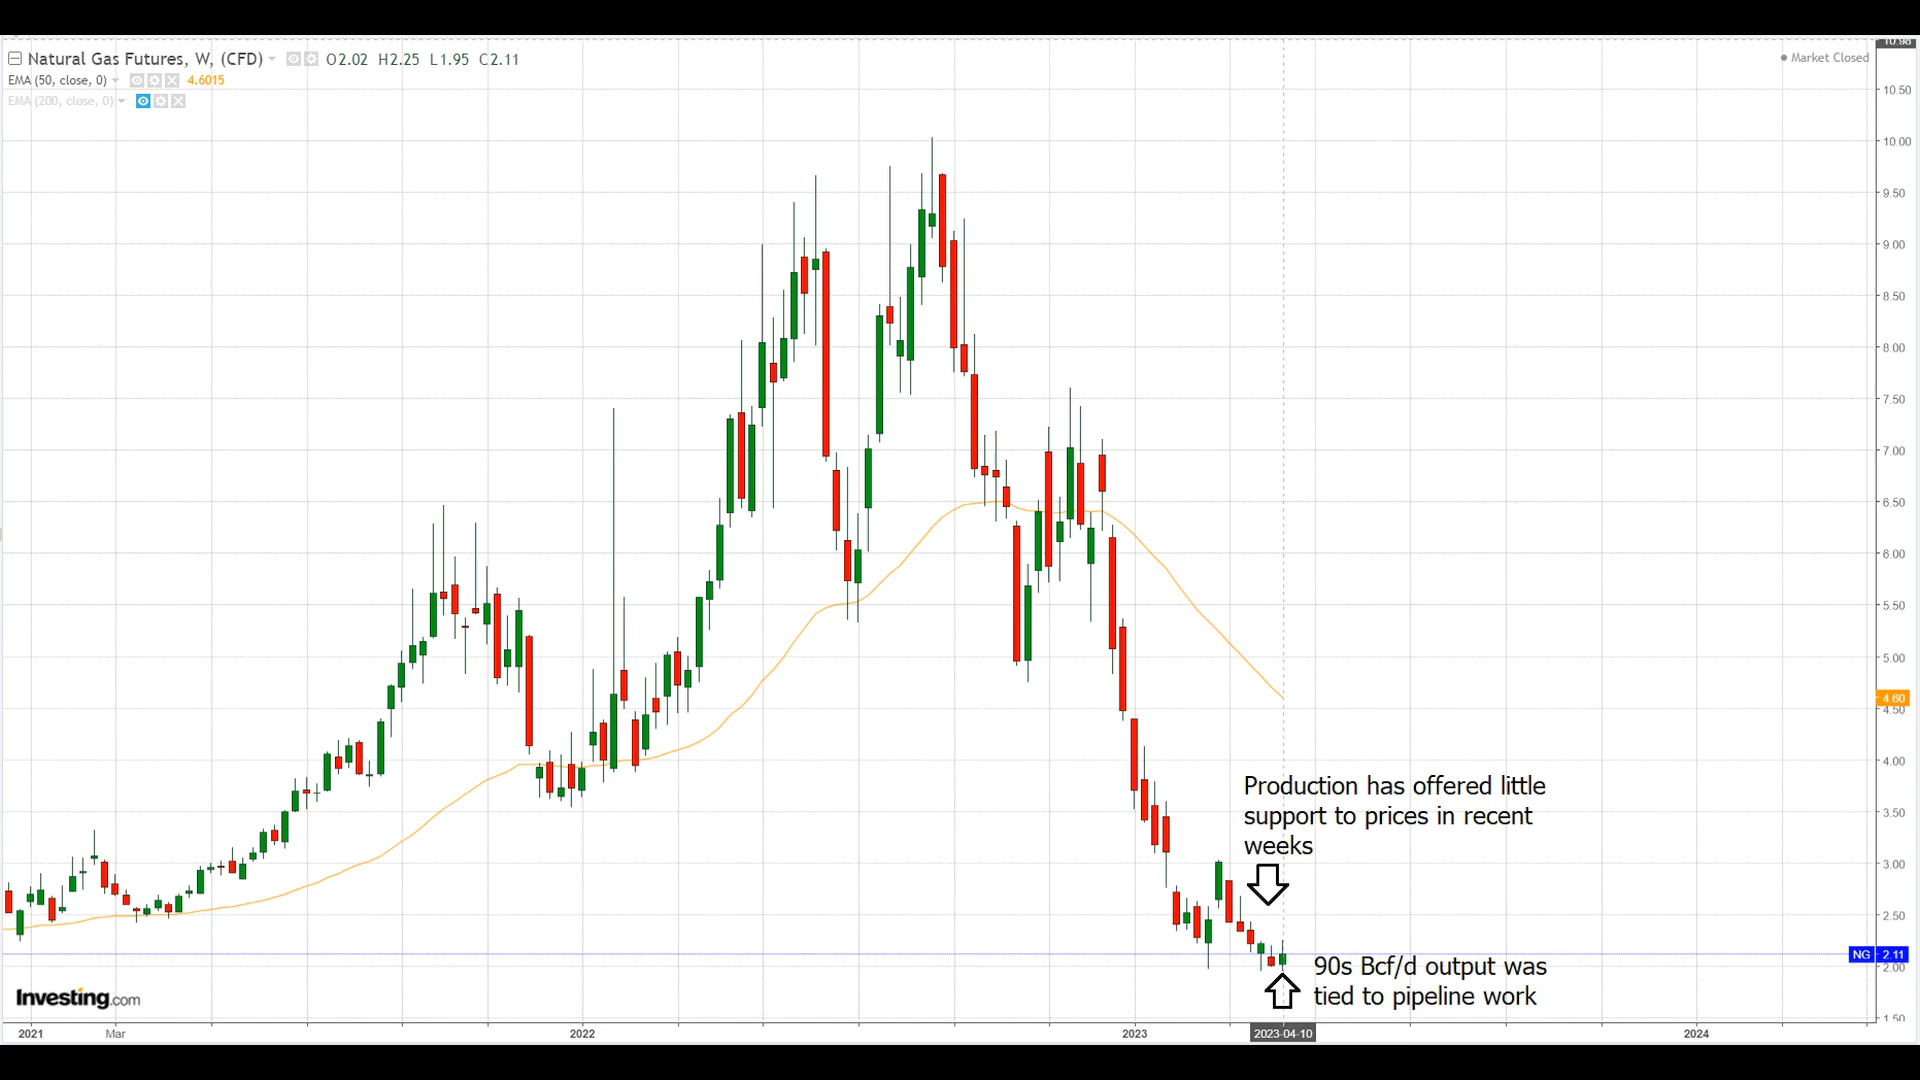 Natural Gas Futures, W, (CFD) O2.02 H2.25 L1.95 C2.11
EMA (50, close, 0) 4.6015
EMA (200, close, 0)
Market Closed
10.98
10.50
10.00
9.50
9.00
8.50
8.00
7.50
7.00
6.50
6.00
5.50
5.00
4.60
4.50
4.00
3.50
3.00
2.50
NG 2.11
2.00
1.50
Production has offered little
support to prices in recent
weeks
90s Bcf/d output was
tied to pipeline work
Investing.com
2021 Mar 2022 2023 2023-04-10 2024